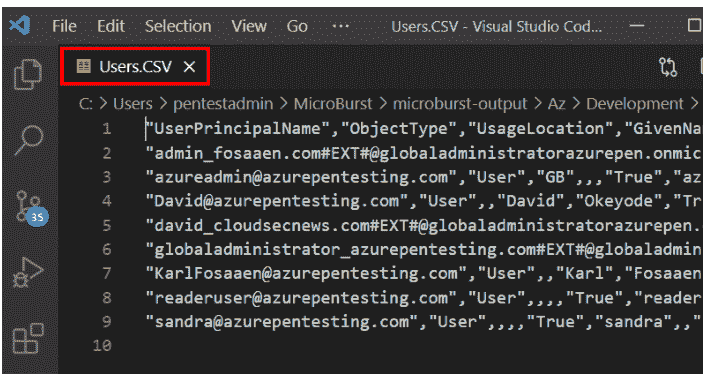 File Edit Selection View Go ··· Users.CSV - Visual Studio Cod...
Users.CSV ×
C: > Users > pentestadmin > MicroBurst > microburst-output > Az > Development >
1 "UserPrincipalName","ObjectType","UsageLocation","GivenNa
2 "admin_fosaaen.com#EXT#@globaladministratorazurepen.onmic
3 "azureadmin@azurepentesting.com","User","GB",,,"True","az
4 "David@azurepentesting.com","User",,"David","Okeyode","Tr
5 "david_cloudsecnews.com#EXT#@globaladministratorazurepen.
6 "globaladministrator_azurepentesting.com#EXT#@globaladmin
7 "KarlFosaaen@azurepentesting.com","User",,"Karl","Fosaaen
8 "readeruser@azurepentesting.com","User",,,,"True","reader
9 "sandra@azurepentesting.com","User",,,,"True","sandra",,"
10
35